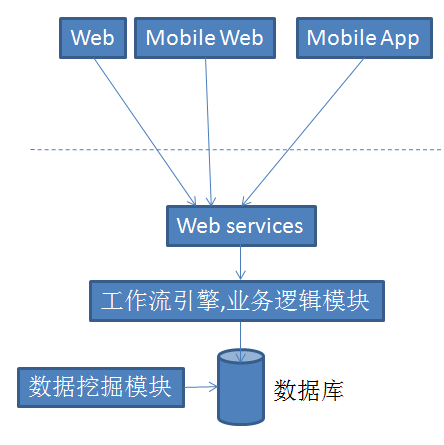 Web
Mobile Web
Mobile App
Web services
工作流引擎,业务逻辑模块
数据挖掘模块
数据库